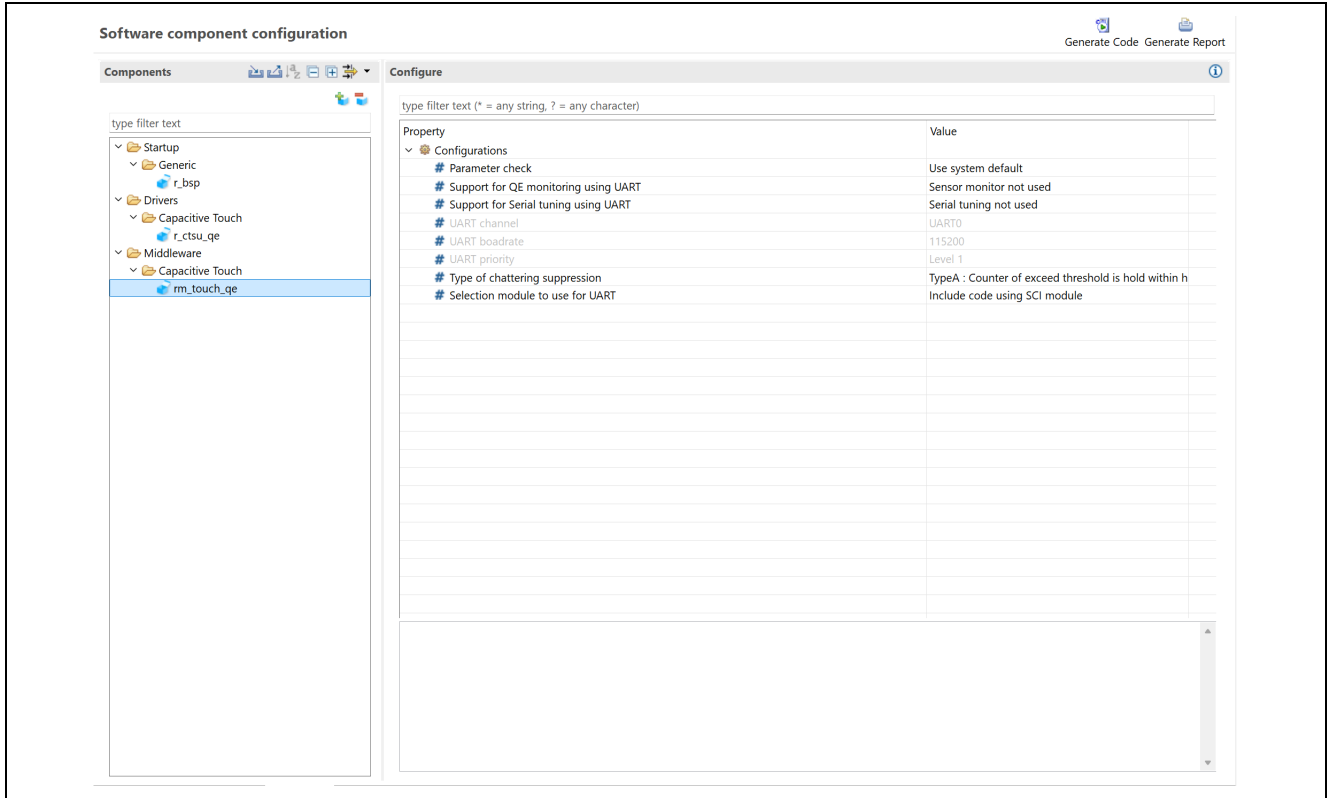 Software component configuration
Generate Code Generate Report
Components
Configure
type filter text (* = any string, ? = any character)
type filter text
Startup
Generic
r_bsp
Drivers
Capacitive Touch
r_ctsu_qe
Middleware
Capacitive Touch
rm_touch_qe
Property Value
Configurations
# Parameter check Use system default
# Support for QE monitoring using UART Sensor monitor not used
# Support for Serial tuning using UART Serial tuning not used
# UART channel UART0
# UART boadrate 115200
# UART priority Level 1
# Type of chattering suppression TypeA : Counter of exceed threshold is hold within h
# Selection module to use for UART Include code using SCI module